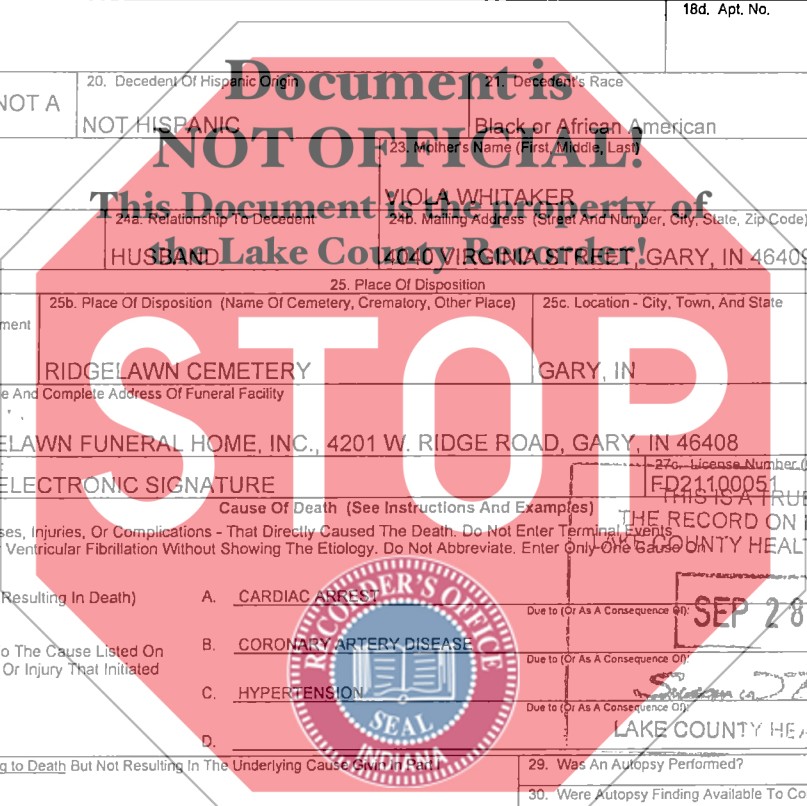 18d. Apt. No.
Document is
20. Decedent Of Hispanic Origin
21. Decedent's Race
NOT A
NOT HISPANIC
Black or African American
NOT OFFICIAL!
23. Mother's Name (First, Middle, Last)
VIOLA WHITAKER
This Document is the property of
24a. Relationship To Decedent
24b. Mailing Address (Street And Number, City, State, Zip Code)
the Lake County Recorder!
HUSBAND
4040 VIRGINIA STREET, GARY, IN 46409
25. Place Of Disposition
25b. Place Of Disposition (Name Of Cemetery, Crematory, Other Place)
25c. Location - City, Town, And State
ment
STOP
RIDGELAWN CEMETERY
GARY, IN
e And Complete Address Of Funeral Facility
ELAWN FUNERAL HOME, INC., 4201 W. RIDGE ROAD, GARY, IN 46408
27c. License Number
ELECTRONIC SIGNATURE
FD21100051
THIS IS A TRUE
Cause Of Death (See Instructions And Examples)
THE RECORD ON
ses, Injuries, Or Complications - That Directly Caused The Death. Do Not Enter Terminal Events
Ventricular Fibrillation Without Showing The Etiology. Do Not Abbreviate. Enter Only One Cause On
LAKE COUNTY HEAL
Resulting In Death)
A. CARDIAC ARREST
Due to (Or As A Consequence Of):
SEP 28
o The Cause Listed On
Or Injury That Initiated
B. CORONARY ARTERY DISEASE
Due to (Or As A Consequence Of):
C. HYPERTENSION
Due to (Or As A Consequence Of):
LAKE COUNTY HEA
D.
RECORDER'S OFFICE
SEAL
INDIANA
g to Death But Not Resulting In The Underlying Cause Givin In Part I
29. Was An Autopsy Performed?
30. Were Autopsy Finding Available To Co